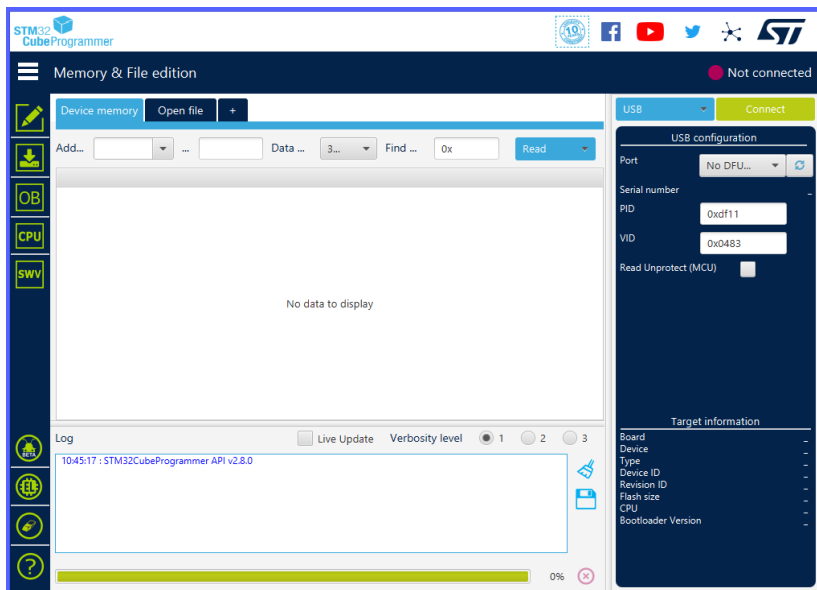 STM32
CubeProgrammer
10
Memory & File edition
Not connected
Device memory
Open file
+
USB
Connect
Add...
...
Data ...
3...
Find ...
0x
Read
USB configuration
Port
No DFU...
Serial number
-
PID
0xdf11
VID
0x0483
Read Unprotect (MCU)
OB
CPU
SWV
No data to display
Log
Live Update
Verbosity level
1
2
3
10:45:17 : STM32CubeProgrammer API v2.8.0
0%
BETA
?
Target information
Board -
Device -
Type -
Device ID -
Revision ID -
Flash size -
CPU -
Bootloader Version -